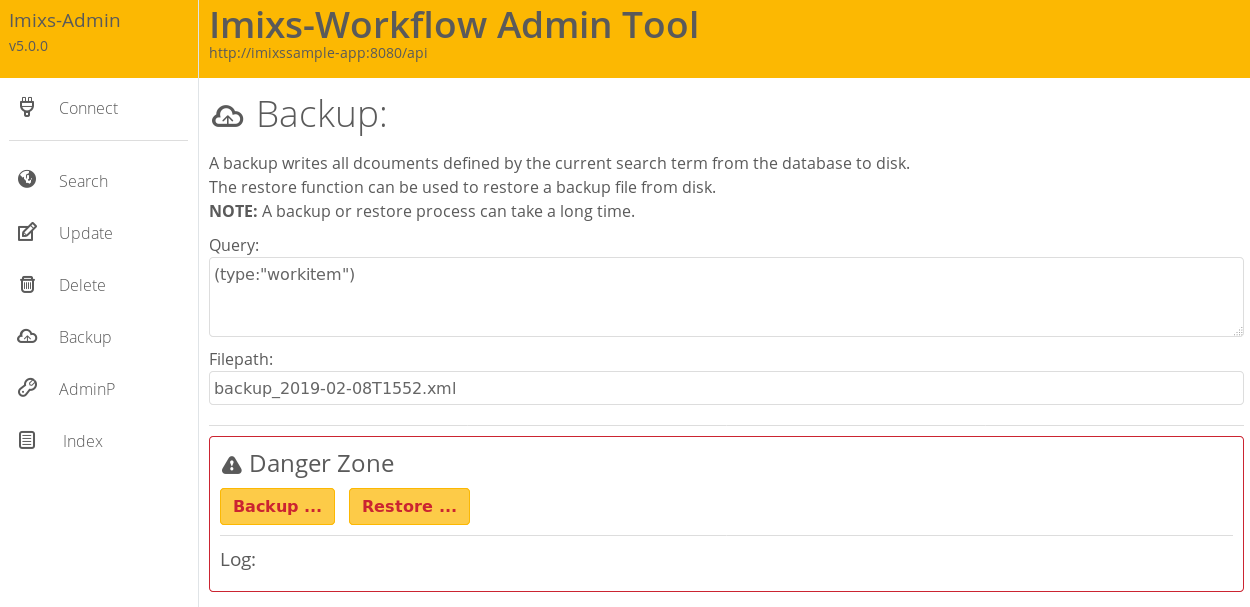 Imixs-Admin
v5.0.0
Imixs-Workflow Admin Tool
http://imixssample-app:8080/api
Connect
Search
Update
Delete
Backup
AdminP
Index
Backup:
A backup writes all dcouments defined by the current search term from the database to disk.
The restore function can be used to restore a backup file from disk.
NOTE: A backup or restore process can take a long time.
Query:
(type:"workitem")
Filepath:
backup_2019-02-08T1552.xml
Danger Zone
Backup ... Restore ...
Log: